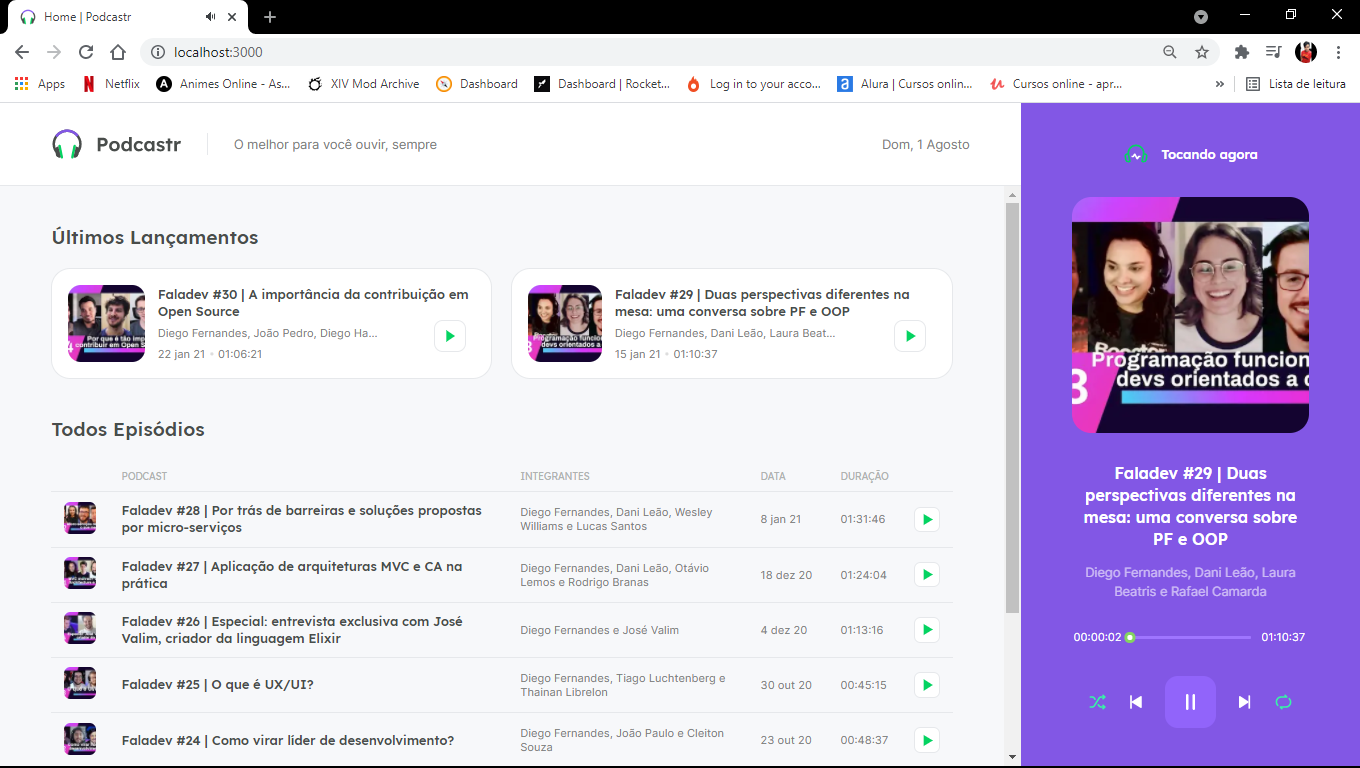 Home | Podcastr
localhost:3000
Apps
Netflix
Animes Online - As...
XIV Mod Archive
Dashboard
Dashboard | Rocket...
Log in to your acco...
Alura | Cursos onlin...
Cursos online - apr...
»
Lista de leitura
Podcastr
O melhor para você ouvir, sempre
Dom, 1 Agosto
Últimos Lançamentos
Faladev #30 | A importância da contribuição em
Open Source
Diego Fernandes, João Pedro, Diego Ha...
22 jan 21 • 01:06:21
Por que é tão imp
contribuir em Open S
Faladev #29 | Duas perspectivas diferentes na
mesa: uma conversa sobre PF e OOP
Diego Fernandes, Dani Leão, Laura Beat...
15 jan 21 • 01:10:37
Programação funcion
devs orientados a o
Todos Episódios
PODCAST INTEGRANTES DATA DURAÇÃO
Faladev #28 | Por trás de barreiras e soluções propostas
por micro-serviços
Diego Fernandes, Dani Leão, Wesley
Williams e Lucas Santos
8 jan 21
01:31:46
Faladev #27 | Aplicação de arquiteturas MVC e CA na
prática
Diego Fernandes, Dani Leão, Otávio
Lemos e Rodrigo Branas
18 dez 20
01:24:04
Faladev #26 | Especial: entrevista exclusiva com José
Valim, criador da linguagem Elixir
Diego Fernandes e José Valim
4 dez 20
01:13:16
Faladev #25 | O que é UX/UI?
Diego Fernandes, Tiago Luchtenberg e
Thainan Librelon
30 out 20
00:45:15
Faladev #24 | Como virar líder de desenvolvimento?
Diego Fernandes, João Paulo e Cleiton
Souza
23 out 20
00:48:37
Tocando agora
Programação funcion
3 devs orientados a o
Faladev #29 | Duas
perspectivas diferentes na
mesa: uma conversa sobre
PF e OOP
Diego Fernandes, Dani Leão, Laura
Beatris e Rafael Camarda
00:00:02
01:10:37